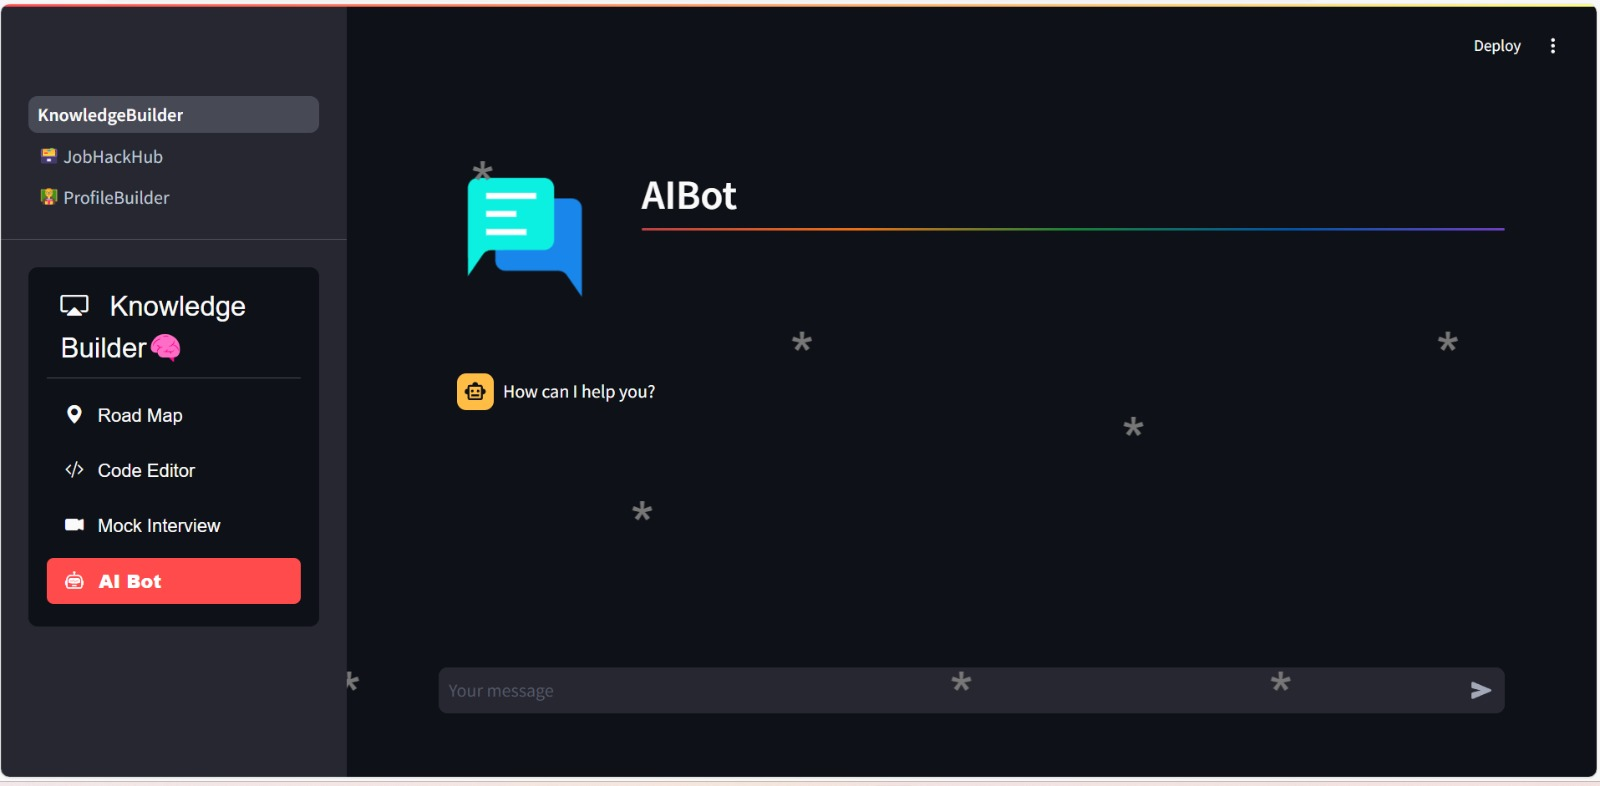 Deploy
KnowledgeBuilder
JobHackHub
ProfileBuilder
Knowledge
Builder
Road Map
Code Editor
Mock Interview
AI Bot
AIBot
How can I help you?
Your message